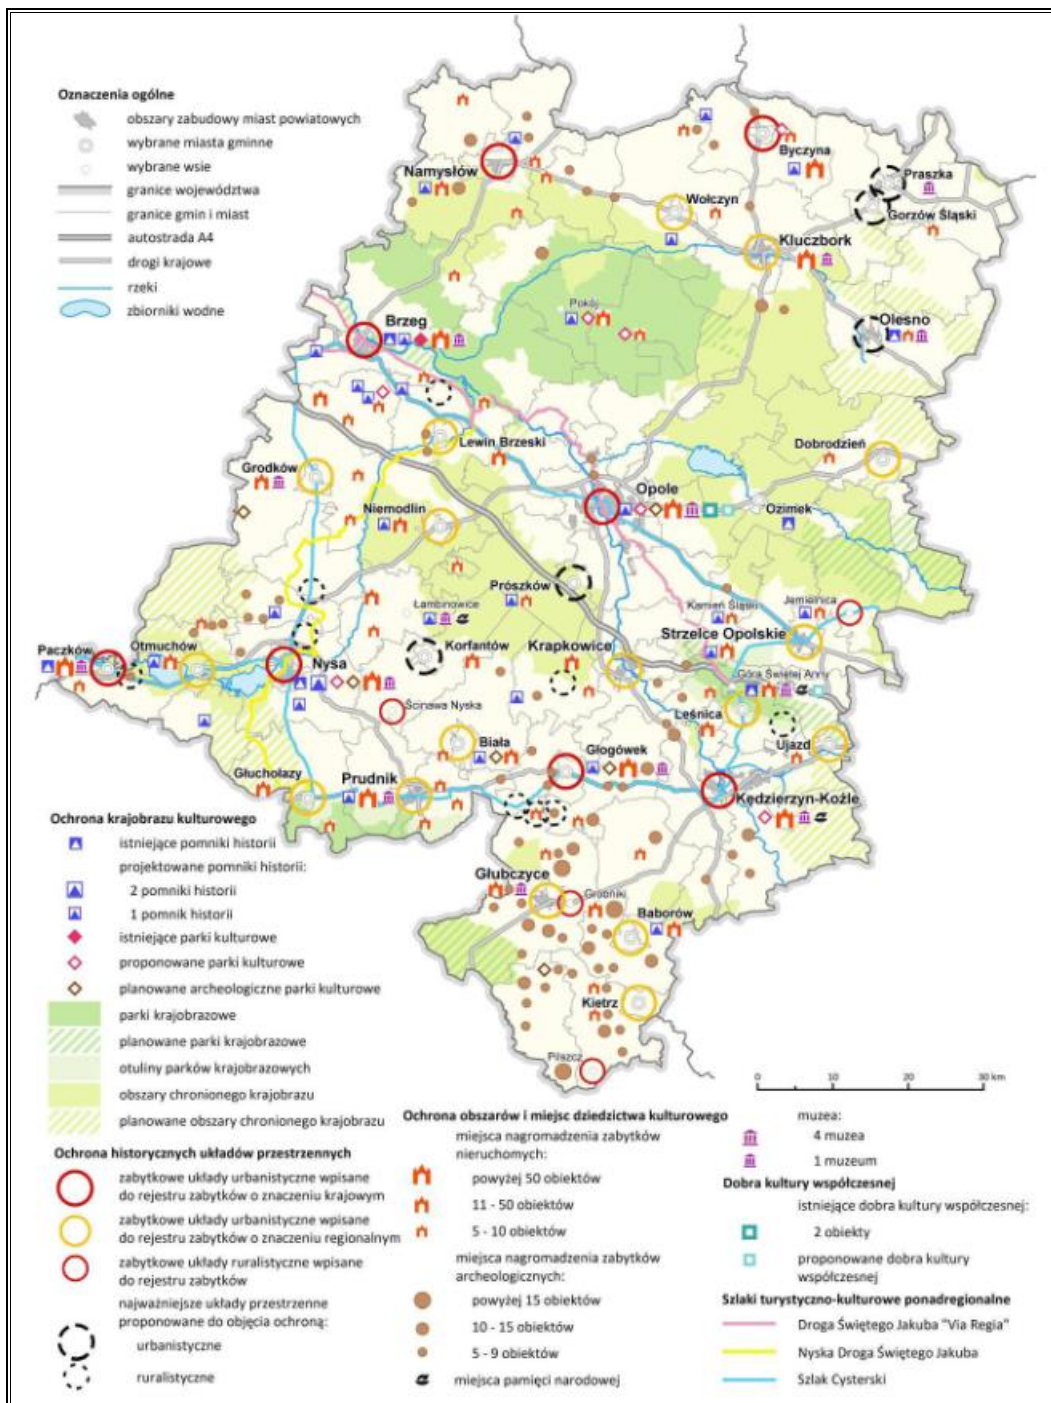 Oznaczenia ogólne
obszary zabudowy miast powiatowych
wybrane miasta gminne
wybrane wsie
granice województwa
granice gmin i miast
autostrada A4
drogi krajowe
rzeki
zbiorniki wodne
Namysłów
Byczyna
Praszka
Wołczyn
Gorzów Śląski
Kluczbork
Pokój
Brzeg
Olesno
Lewin Brzeski
Dobrodzień
Grodków
Opole
Niemodlin
Ozimek
Prószków
Łambinowice
Kamień Śląski
Jemielnica
Strzelce Opolskie
Paczków
Otmuchów
Nysa
Korfantów
Krapkowice
Góra Świętej Anny
Ścinawa Nyska
Leśnica
Biała
Ujazd
Głogówek
Głuchołazy
Prudnik
Kędzierzyn-Koźle
Głubczyce
Grobniki
Baborów
Kietrz
Pilszcz
0 10 20 30 km
Ochrona krajobrazu kulturowego
istniejące pomniki historii
projektowane pomniki historii:
2 pomniki historii
1 pomnik historii
istniejące parki kulturowe
proponowane parki kulturowe
planowane archeologiczne parki kulturowe
parki krajobrazowe
planowane parki krajobrazowe
otuliny parków krajobrazowych
obszary chronionego krajobrazu
planowane obszary chronionego krajobrazu
Ochrona historycznych układów przestrzennych
zabytkowe układy urbanistyczne wpisane
do rejestru zabytków o znaczeniu krajowym
zabytkowe układy urbanistyczne wpisane
do rejestru zabytków o znaczeniu regionalnym
zabytkowe układy ruralistyczne wpisane
do rejestru zabytków
najważniejsze układy przestrzenne
proponowane do objęcia ochroną:
urbanistyczne
ruralistyczne
Ochrona obszarów i miejsc dziedzictwa kulturowego
miejsca nagromadzenia zabytków
nieruchomych:
powyżej 50 obiektów
11 - 50 obiektów
5 - 10 obiektów
miejsca nagromadzenia zabytków
archeologicznych:
powyżej 15 obiektów
10 - 15 obiektów
5 - 9 obiektów
miejsca pamięci narodowej
muzea:
4 muzea
1 muzeum
Dobra kultury współczesnej
istniejące dobra kultury współczesnej:
2 obiekty
proponowane dobra kultury
współczesnej
Szlaki turystyczno-kulturowe ponadregionalne
Droga Świętego Jakuba "Via Regia"
Nyska Droga Świętego Jakuba
Szlak Cysterski